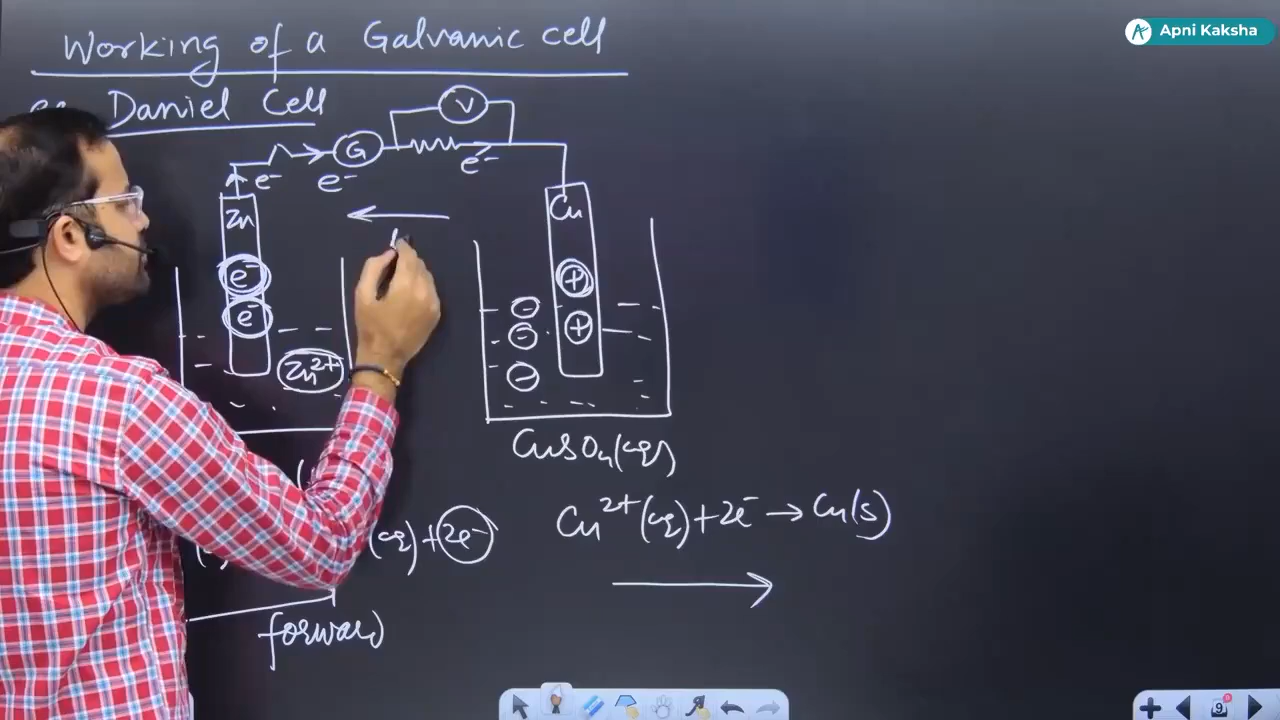 Working of a Galvanic cell
Daniel Cell
Apni Kaksha
V
G
e⁻ e⁻ e⁻
Zn
Cu
e⁻
e⁻
+
+
Zn²⁺
CuSO₄(aq)
(aq) + 2e⁻
Cu²⁺(aq) + 2e⁻ → Cu(s)
forward
9